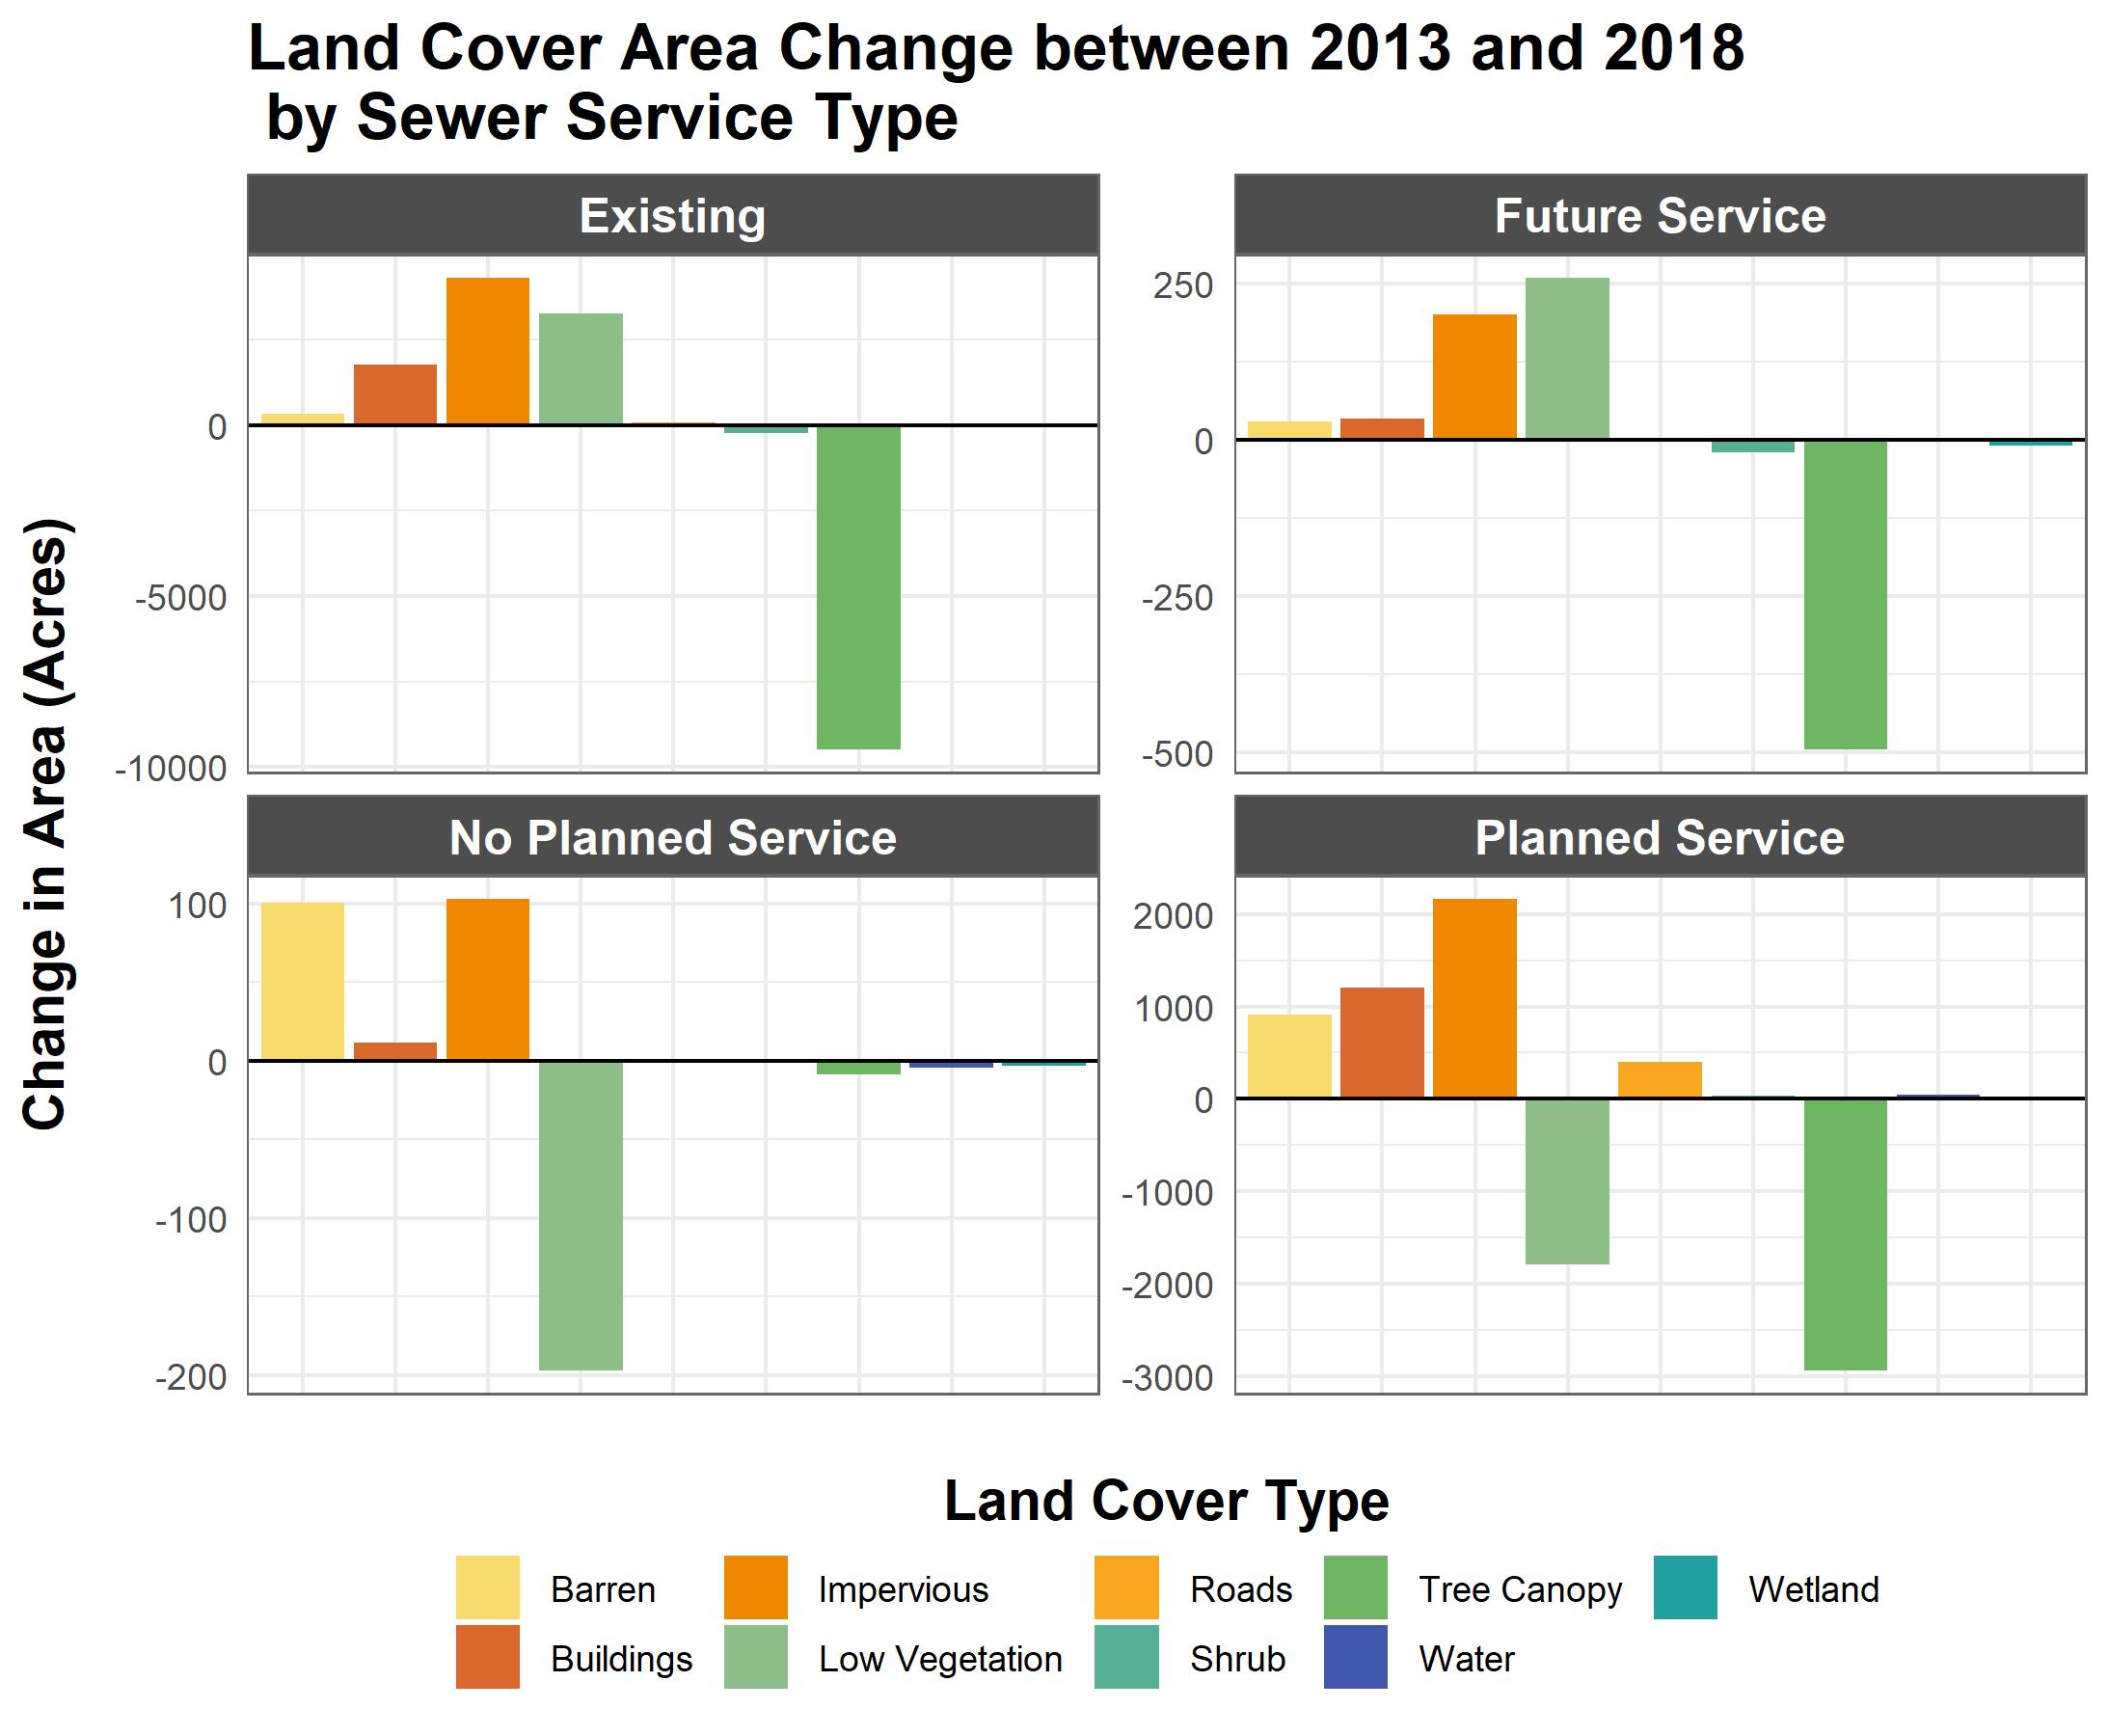 Land Cover Area Change between 2013 and 2018
by Sewer Service Type
Change in Area (Acres)
Existing
0
-5000
-10000
Future Service
250
0
-250
-500
No Planned Service
100
0
-100
-200
Planned Service
2000
1000
0
-1000
-2000
-3000
Land Cover Type
Barren
Impervious
Roads
Tree Canopy
Wetland
Buildings
Low Vegetation
Shrub
Water